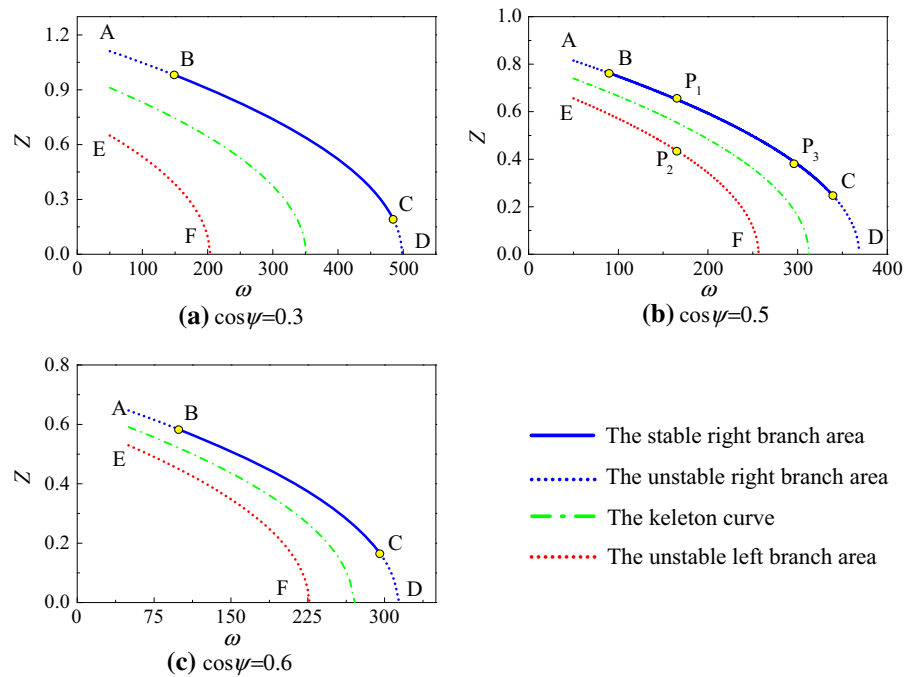 1.2
0.9
0.6
0.3
0.0
Z
A
B
C
D
E
F
0
100
200
300
400
500
ω
(a) cosψ=0.3
1.0
0.8
0.6
0.4
0.2
0.0
Z
A
B
P1
P2
P3
C
D
E
F
0
100
200
300
400
ω
(b) cosψ=0.5
0.8
0.6
0.4
0.2
0.0
Z
A
B
C
D
E
F
0
75
150
225
300
ω
(c) cosψ=0.6
The stable right branch area
The unstable right branch area
The keleton curve
The unstable left branch area